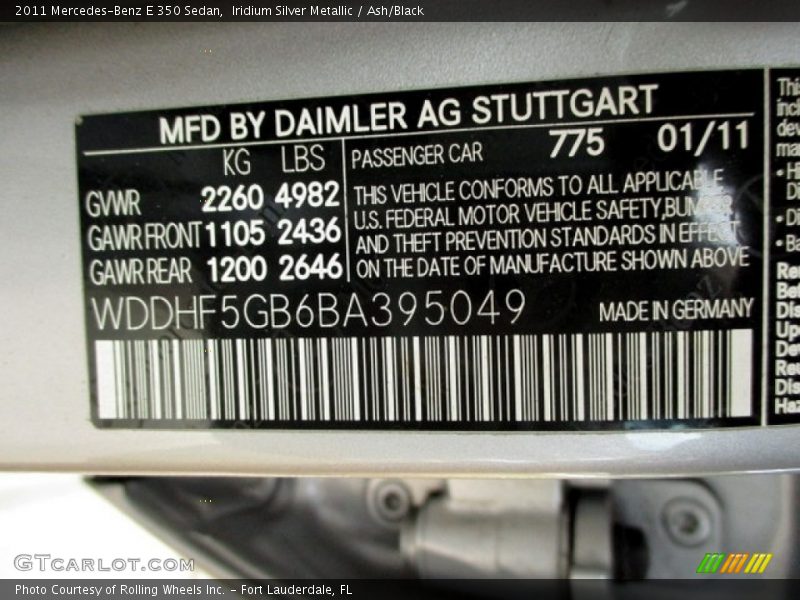 2011 Mercedes-Benz E 350 Sedan, Iridium Silver Metallic / Ash/Black
MFD BY DAIMLER AG STUTTGART
KG LBS
PASSENGER CAR 775 01/11
GVWR 2260 4982
GAWR FRONT 1105 2436
GAWR REAR 1200 2646
THIS VEHICLE CONFORMS TO ALL APPLICABLE
U.S. FEDERAL MOTOR VEHICLE SAFETY, BUMPER
AND THEFT PREVENTION STANDARDS IN EFFECT
ON THE DATE OF MANUFACTURE SHOWN ABOVE
WDDHF5GB6BA395049 MADE IN GERMANY
GTCARLOT.COM
Photo Courtesy of Rolling Wheels Inc. - Fort Lauderdale, FL